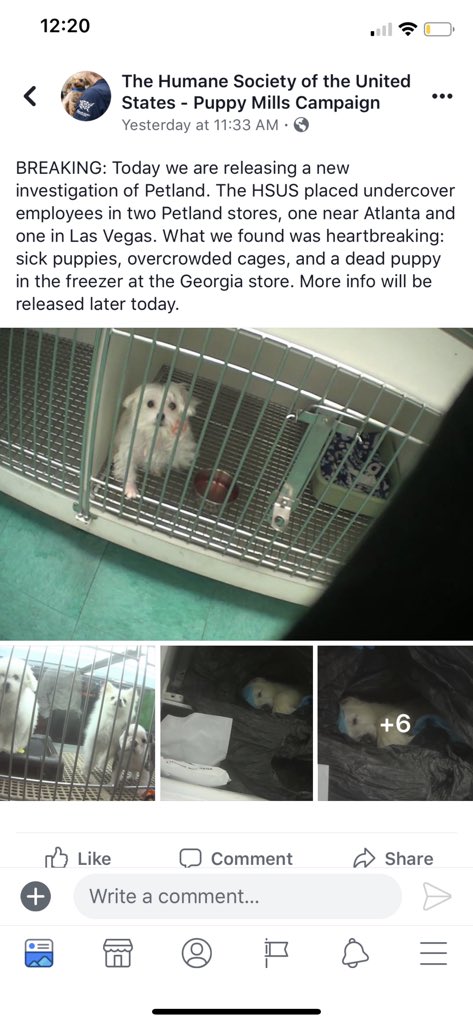 12:20
The Humane Society of the United
States - Puppy Mills Campaign
Yesterday at 11:33 AM ·
BREAKING: Today we are releasing a new
investigation of Petland. The HSUS placed undercover
employees in two Petland stores, one near Atlanta and
one in Las Vegas. What we found was heartbreaking:
sick puppies, overcrowded cages, and a dead puppy
in the freezer at the Georgia store. More info will be
released later today.
+6
Like Comment Share
Write a comment...